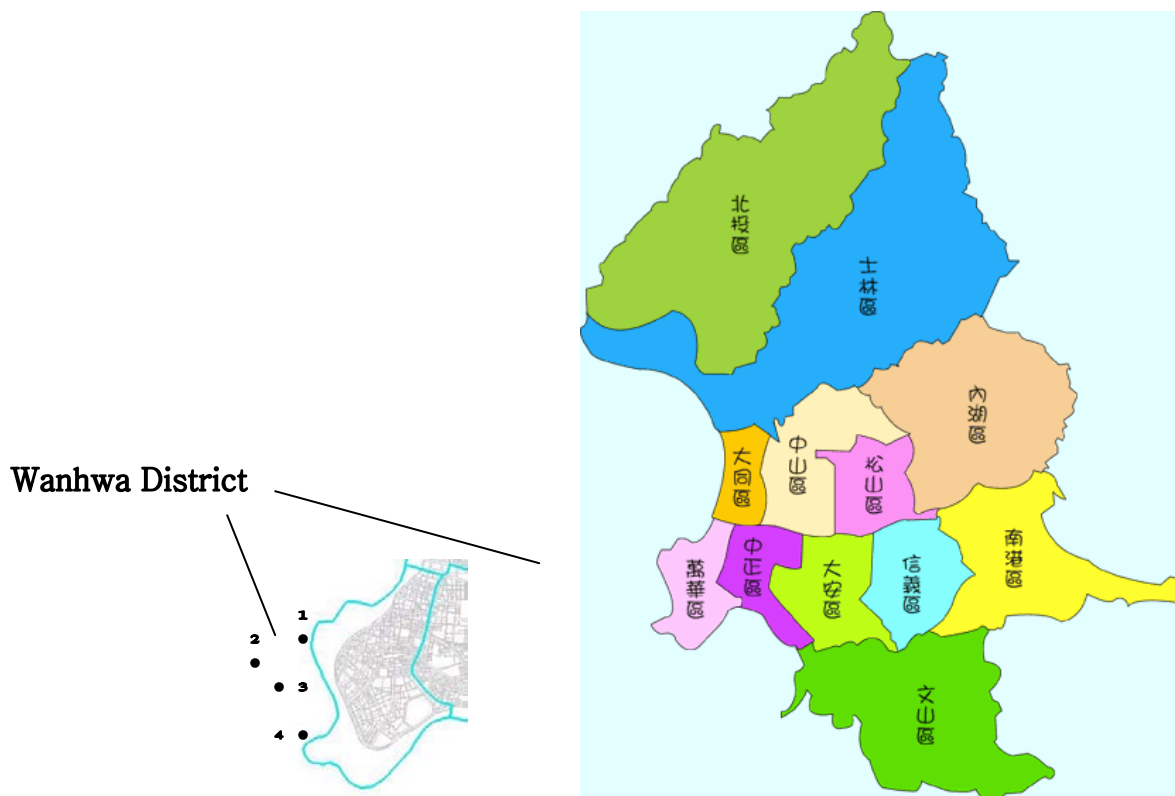 Wanhwa District
1
2
3
4
北投區
士林區
內湖區
大同區
中山區
松山區
南港區
萬華區
中正區
大安區
信義區
文山區